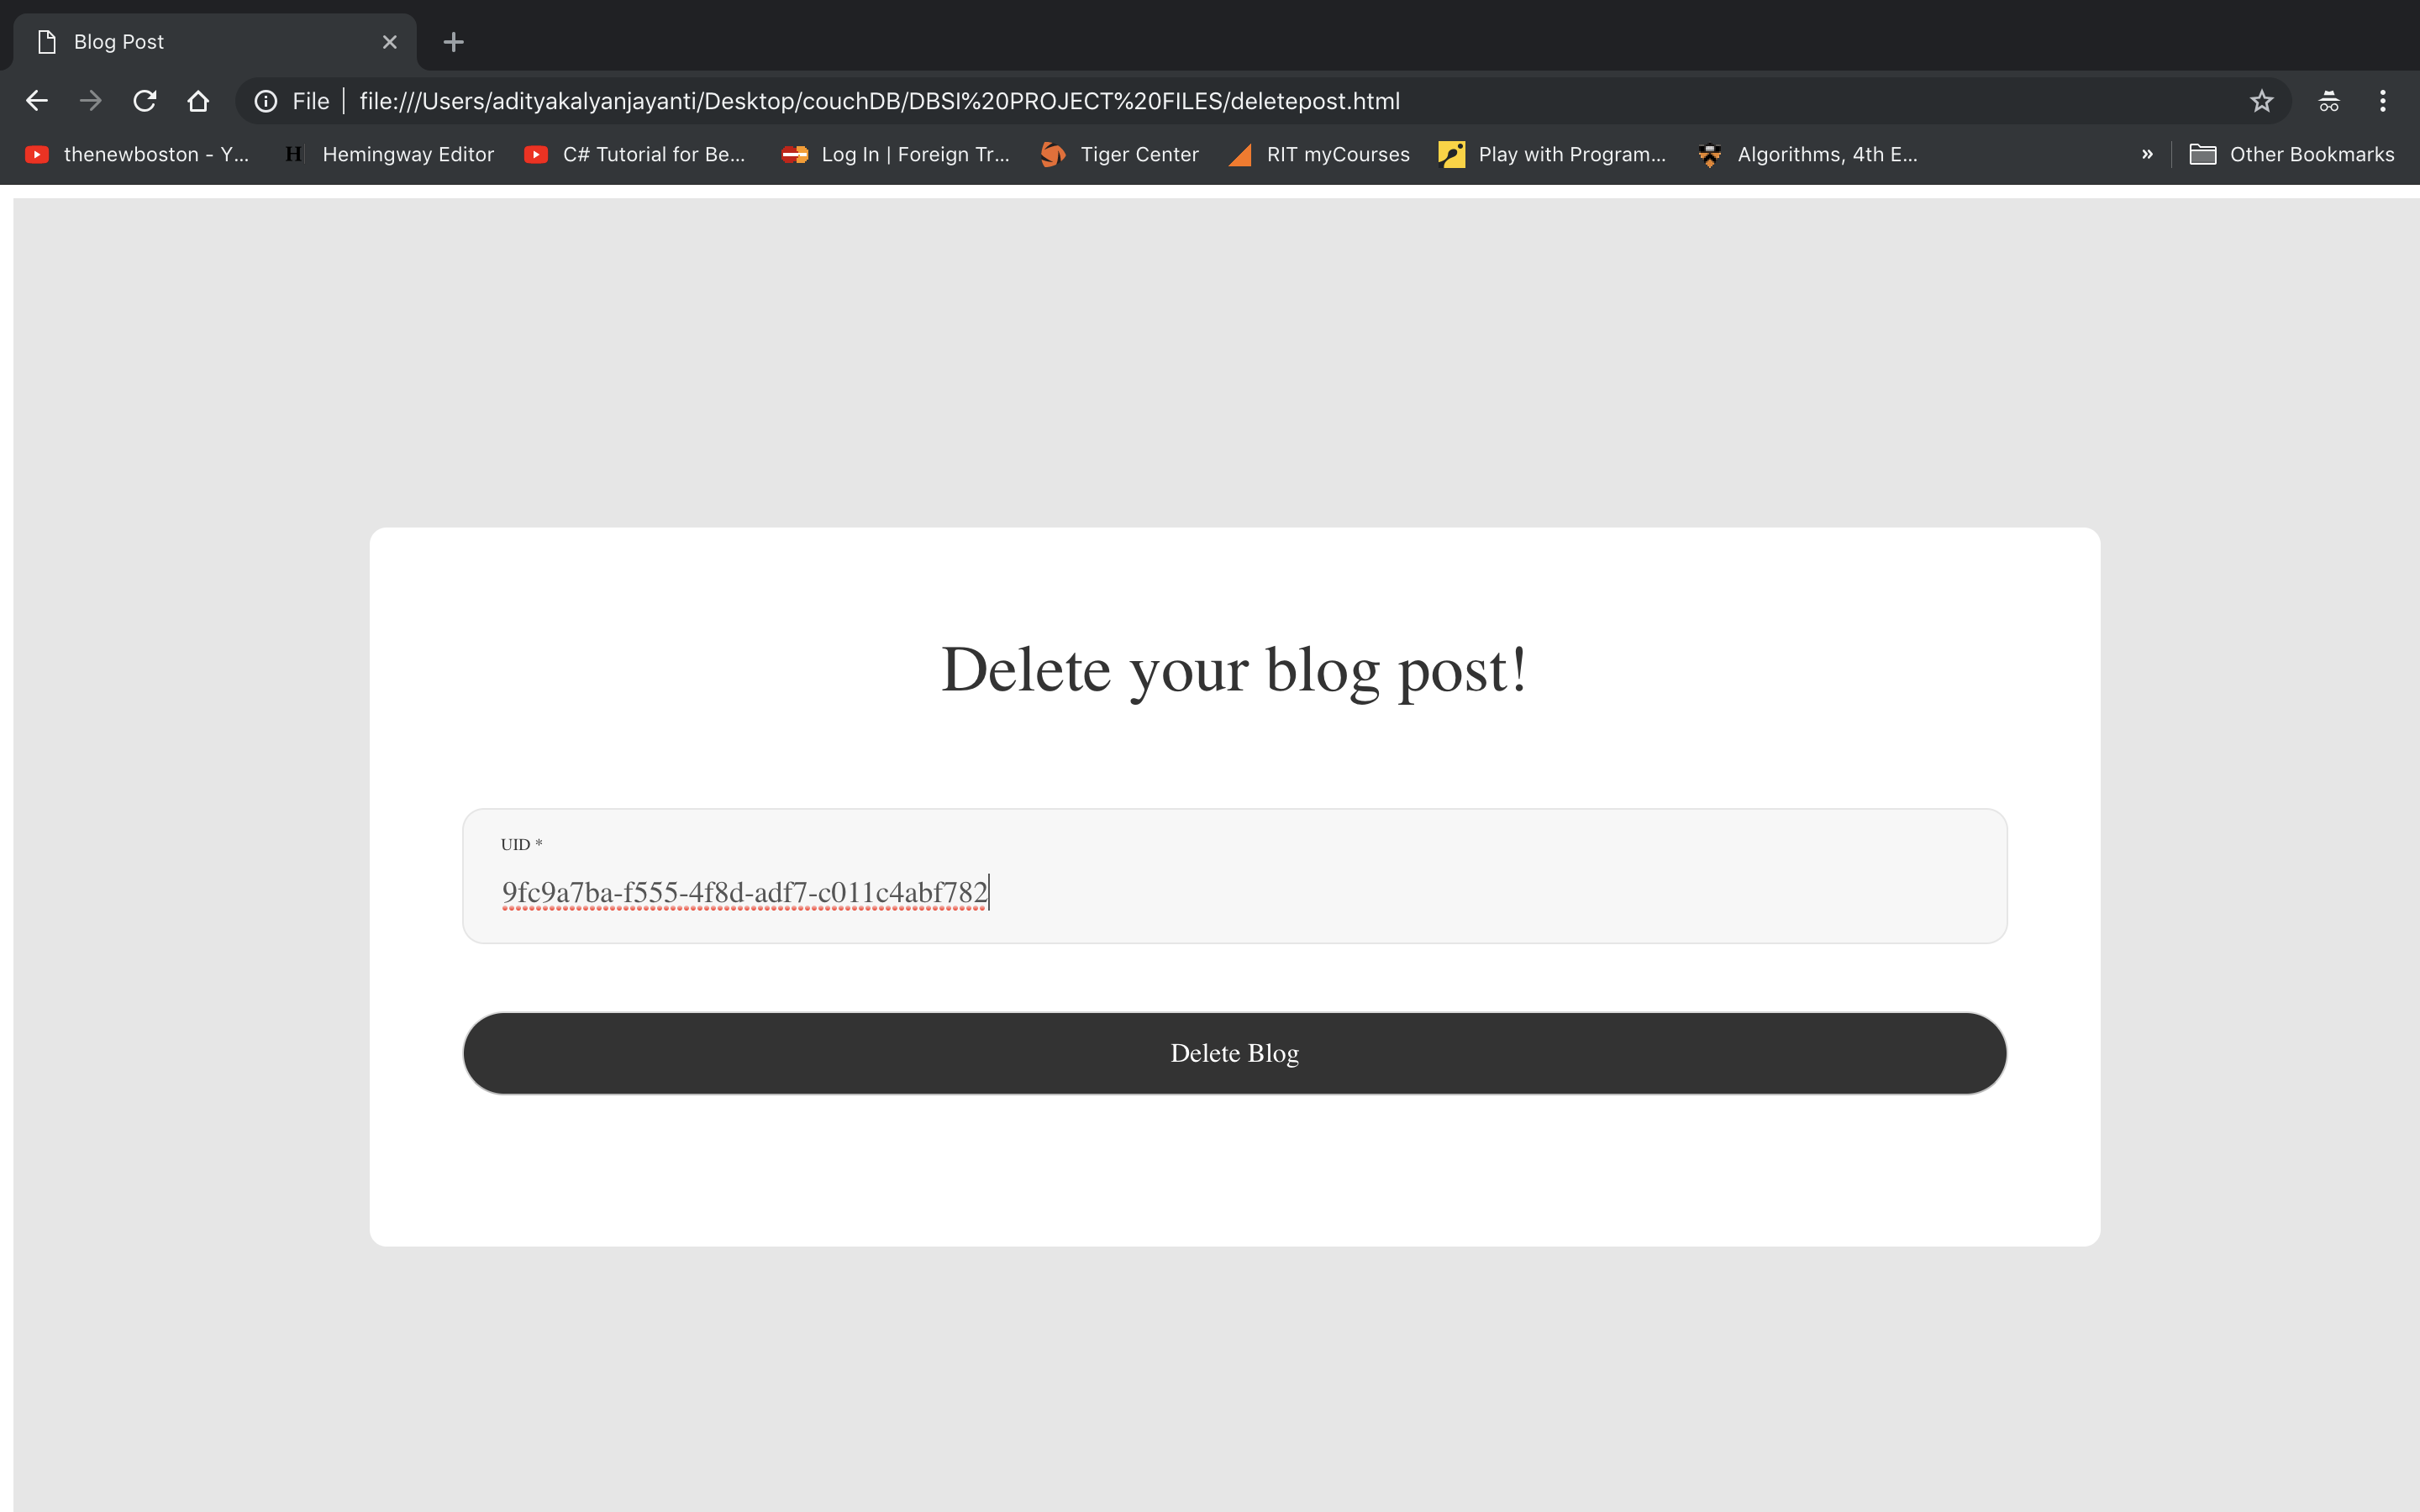 Blog Post
File file:///Users/adityakalyanjayanti/Desktop/couchDB/DBSI%20PROJECT%20FILES/deletepost.html
thenewboston - Y... H Hemingway Editor C# Tutorial for Be... Log In | Foreign Tr... Tiger Center RIT myCourses Play with Program... Algorithms, 4th E... » Other Bookmarks
Delete your blog post!
UID *
9fc9a7ba-f555-4f8d-adf7-c011c4abf782
Delete Blog